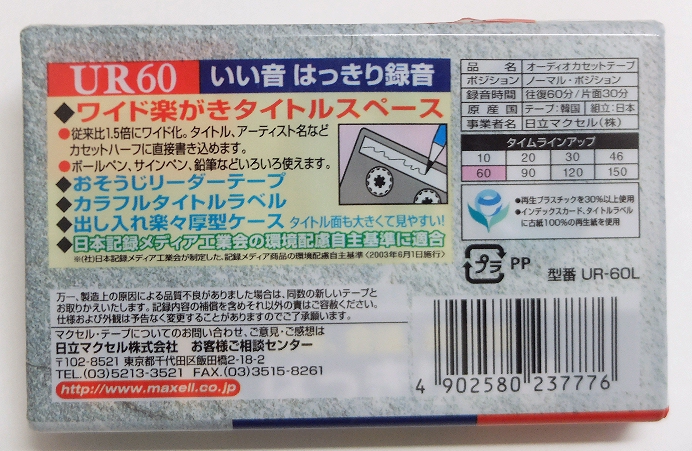 UR60 いい音 はっきり録音
◆ワイド楽がきタイトルスペース
●従来比1.5倍にワイド化。タイトル、アーティスト名など
カセットハーフに直接書き込めます。
●ボールペン、サインペン、鉛筆などいろいろ使えます。
◆おそうじリーダーテープ
◆カラフルタイトルラベル
◆出し入れ楽々厚型ケース タイトル面も大きくて見やすい!
◆日本記録メディア工業会の環境配慮自主基準に適合
※(社)日本記録メディア工業会が制定した、記録メディア商品の環境配慮自主基準〈2003年6月1日施行〉
品名 オーディオカセットテープ
ポジション ノーマル・ポジション
録音時間 往復60分/片面30分
原産国 テープ:韓国 組立:日本
事業者名 日立マクセル(株)
タイムラインアップ
10 20 30 46
60 90 120 150
●再生プラスチックを30%以上使用
●インデックスカード、タイトルラベル
に古紙100%の再生紙を使用
プラ PP 型番 UR-60L
万一、製造上の原因による品質不良がありました場合は、同数の新しいテープと
お取りかえいたします。記録内容の補償を含めそれ以外の責はご容赦ください。
仕様および外観は予告なく変更することがありますのでご了承願います。
マクセル・テープについてのお問い合わせ、ご意見・ご感想は
日立マクセル株式会社 お客様ご相談センター
〒102-8521 東京都千代田区飯田橋2-18-2
TEL.(03)5213-3521 FAX.(03)3515-8261
http://www.maxell.co.jp
4 902580 237776